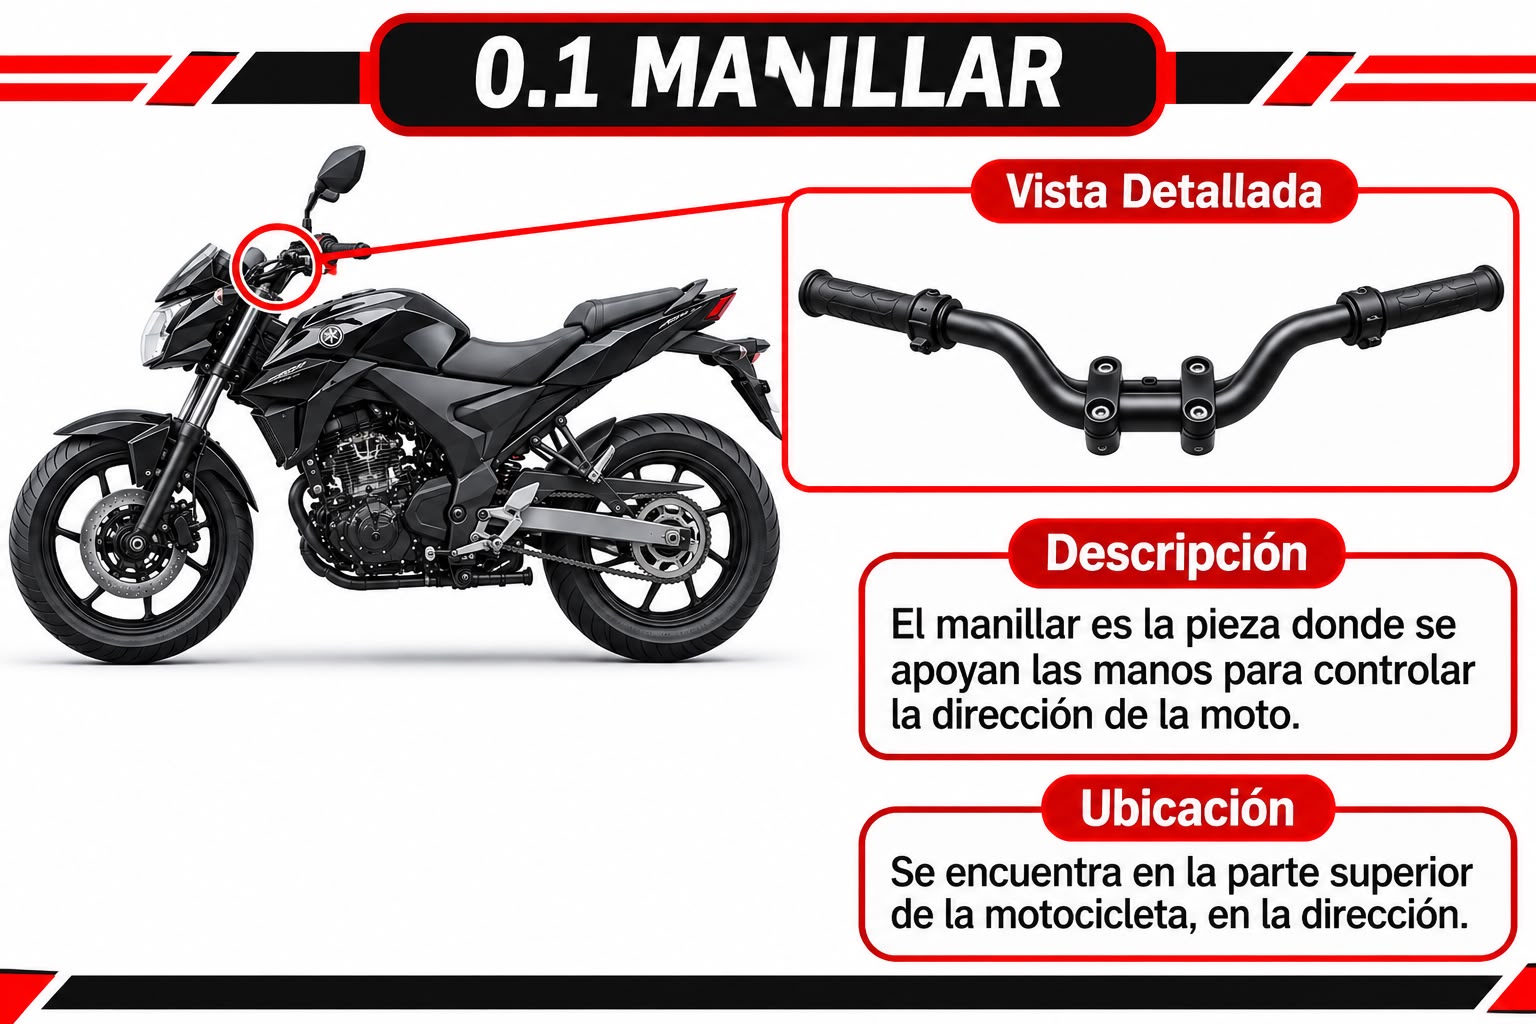 0.1 MANILLAR
Vista Detallada
Descripción
El manillar es la pieza donde se
apoyan las manos para controlar
la dirección de la moto.
Ubicación
Se encuentra en la parte superior
de la motocicleta, en la dirección.